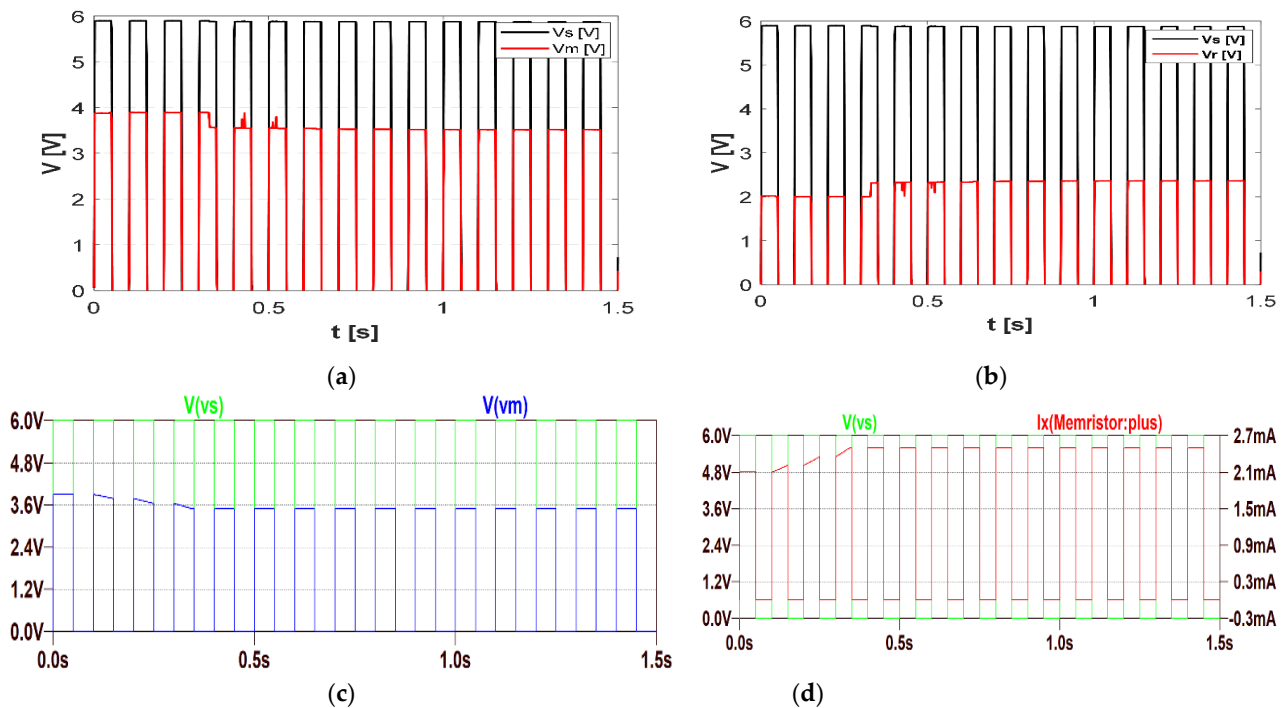 6
5
4
3
2
1
0
V [V]
Vs [V]
Vm [V]
0
0.5
1
1.5
t [s]
(a)
6
5
4
3
2
1
0
V [V]
Vs [V]
Vr [V]
0
0.5
1
1.5
t [s]
(b)
V(vs)
V(vm)
6.0V
4.8V
3.6V
2.4V
1.2V
0.0V
0.0s
0.5s
1.0s
1.5s
(c)
V(vs)
Ix(Memristor:plus)
6.0V
4.8V
3.6V
2.4V
1.2V
0.0V
2.7mA
2.1mA
1.5mA
0.9mA
0.3mA
-0.3mA
0.0s
0.5s
1.0s
1.5s
(d)